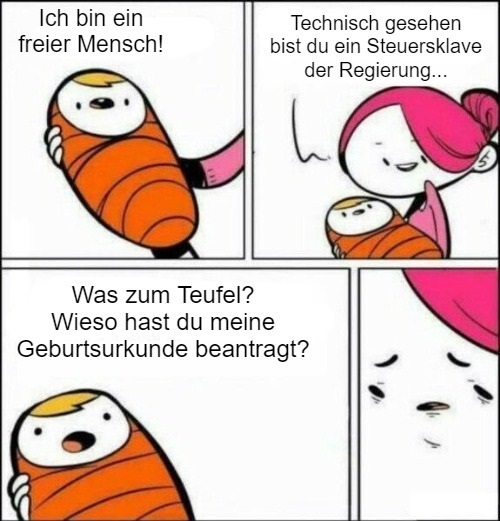 Ich bin ein
freier Mensch!
Technisch gesehen
bist du ein Steuersklave
der Regierung...
Was zum Teufel?
Wieso hast du meine
Geburtsurkunde beantragt?